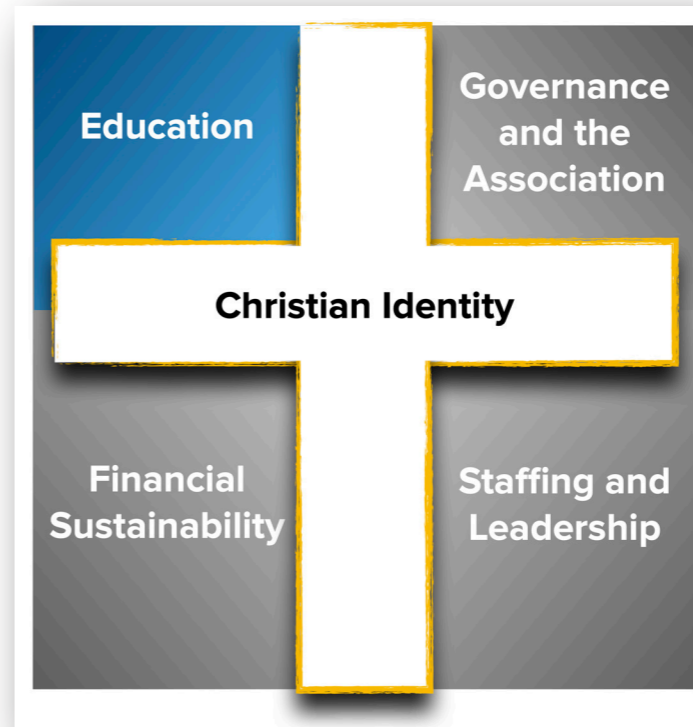 Education
Governance
and the
Association
Christian Identity
Financial
Sustainability
Staffing and
Leadership